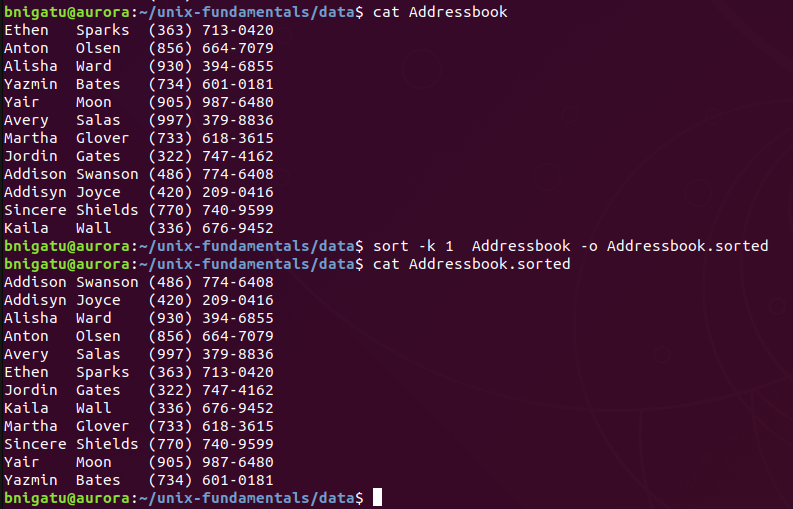 bnigatu@aurora:~/unix-fundamentals/data$ cat Addressbook
Ethen   Sparks  (363) 713-0420
Anton   Olsen   (856) 664-7079
Alisha  Ward    (930) 394-6855
Yazmin  Bates   (734) 601-0181
Yair    Moon    (905) 987-6480
Avery   Salas   (997) 379-8836
Martha  Glover  (733) 618-3615
Jordin  Gates   (322) 747-4162
Addison Swanson (486) 774-6408
Addisyn Joyce   (420) 209-0416
Sincere Shields (770) 740-9599
Kaila   Wall    (336) 676-9452
bnigatu@aurora:~/unix-fundamentals/data$ sort -k 1  Addressbook -o Addressbook.sorted
bnigatu@aurora:~/unix-fundamentals/data$ cat Addressbook.sorted
Addison Swanson (486) 774-6408
Addisyn Joyce   (420) 209-0416
Alisha  Ward    (930) 394-6855
Anton   Olsen   (856) 664-7079
Avery   Salas   (997) 379-8836
Ethen   Sparks  (363) 713-0420
Jordin  Gates   (322) 747-4162
Kaila   Wall    (336) 676-9452
Martha  Glover  (733) 618-3615
Sincere Shields (770) 740-9599
Yair    Moon    (905) 987-6480
Yazmin  Bates   (734) 601-0181
bnigatu@aurora:~/unix-fundamentals/data$